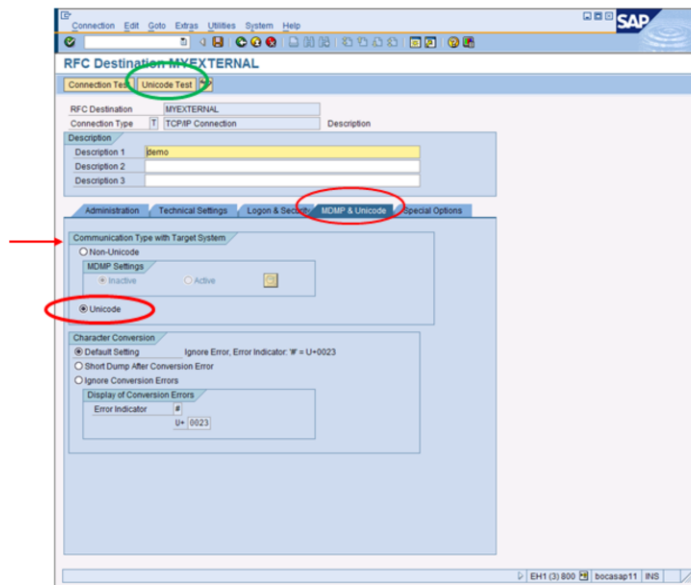 Connection Edit Goto Extras Utilities System Help
SAP
RFC Destination MYEXTERNAL
Connection Test Unicode Test
RFC Destination MYEXTERNAL
Connection Type T TCP/IP Connection Description
Description
Description 1 demo
Description 2
Description 3
Administration Technical Settings Logon & Security MDMP & Unicode Special Options
Communication Type with Target System
Non-Unicode
MDMP Settings
Inactive Active
Unicode
Character Conversion
Default Setting Ignore Error, Error Indicator: '#' = U+0023
Short Dump After Conversion Error
Ignore Conversion Errors
Display of Conversion Errors
Error Indicator #
U+ 0023
EH1 (3) 800 bocasap11 INS